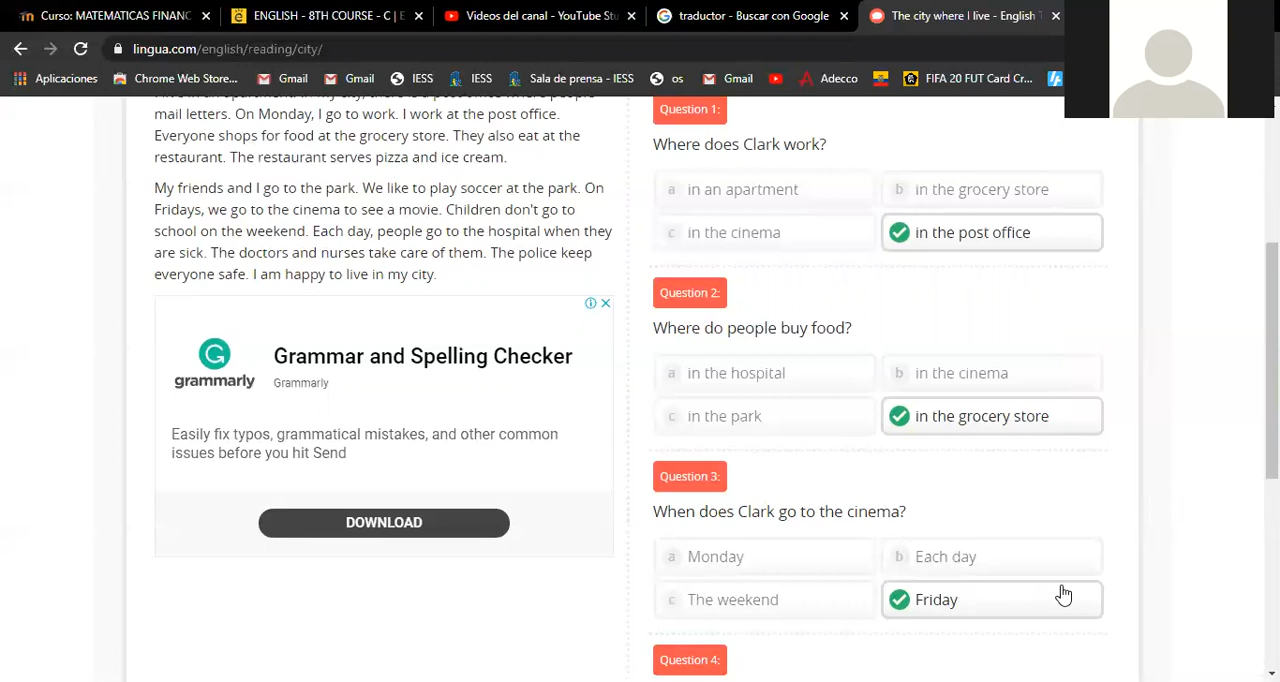 Curso: MATEMATICAS FINANC
ENGLISH - 8TH COURSE - C | E
Videos del canal - YouTube Stu
traductor - Buscar con Google
The city where I live - English T
lingua.com/english/reading/city/
Aplicaciones
Chrome Web Store...
Gmail
Gmail
IESS
IESS
Sala de prensa - IESS
os
Gmail
Adecco
FIFA 20 FUT Card Cr...
mail letters. On Monday, I go to work. I work at the post office.
Everyone shops for food at the grocery store. They also eat at the
restaurant. The restaurant serves pizza and ice cream.
My friends and I go to the park. We like to play soccer at the park. On
Fridays, we go to the cinema to see a movie. Children don't go to
school on the weekend. Each day, people go to the hospital when they
are sick. The doctors and nurses take care of them. The police keep
everyone safe. I am happy to live in my city.
grammarly
Grammar and Spelling Checker
Grammarly
Easily fix typos, grammatical mistakes, and other common
issues before you hit Send
DOWNLOAD
Question 1:
Where does Clark work?
a in an apartment
b in the grocery store
c in the cinema
in the post office
Question 2:
Where do people buy food?
a in the hospital
b in the cinema
c in the park
in the grocery store
Question 3:
When does Clark go to the cinema?
a Monday
b Each day
c The weekend
Friday
Question 4: